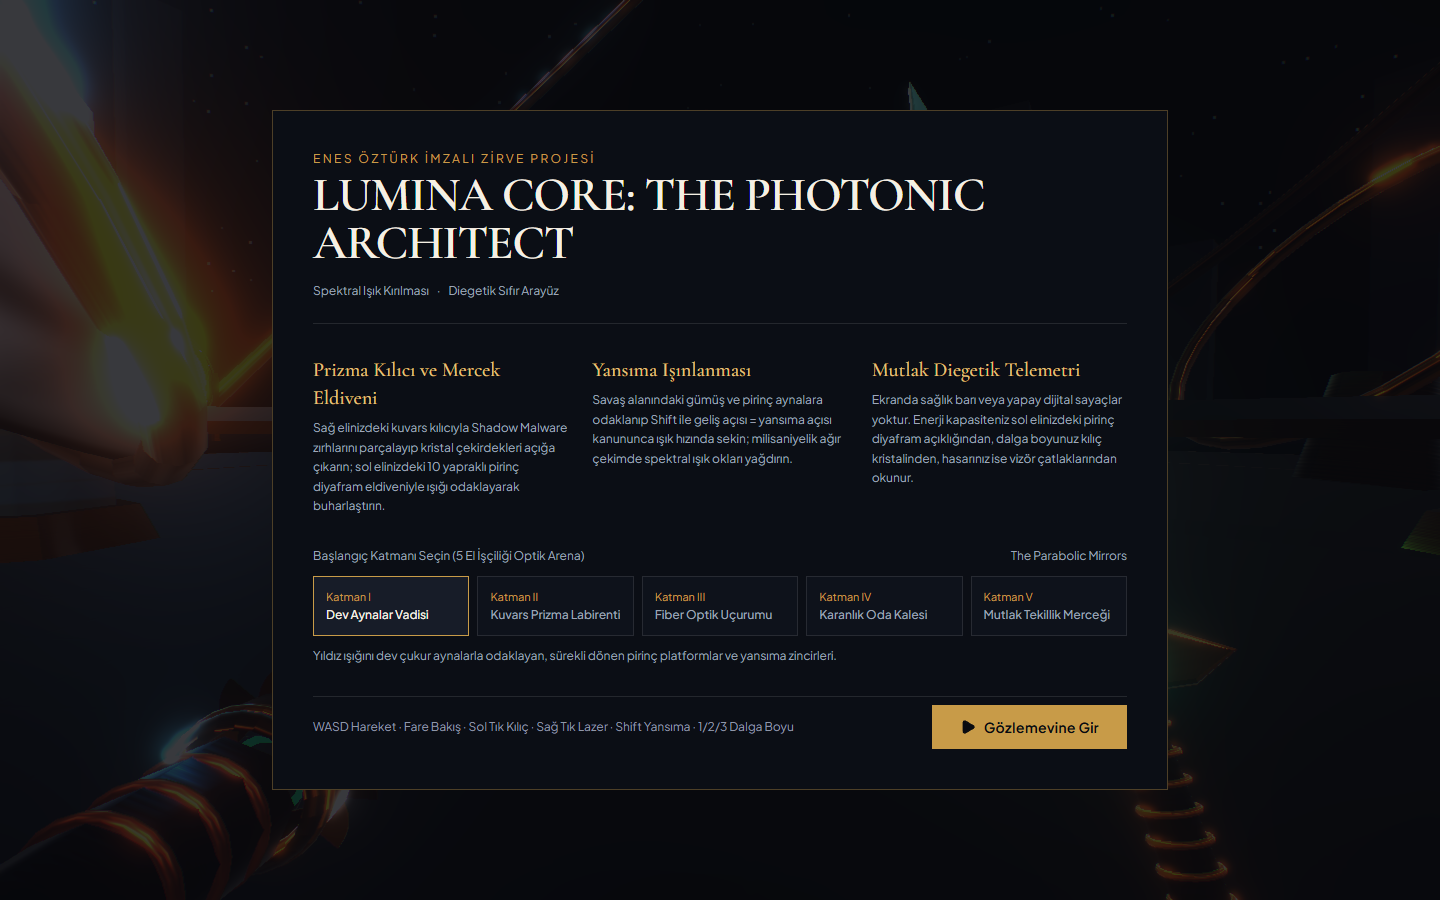 ENES ÖZTÜRK İMZALI ZİRVE PROJESİ
LUMINA CORE: THE PHOTONIC
ARCHITECT
Spektral Işık Kırılması · Diegetik Sıfır Arayüz
Prizma Kılıcı ve Mercek
Eldiveni
Sağ elinizdeki kuvars kılıcıyla Shadow Malware
zırhlarını parçalayıp kristal çekirdekleri açığa
çıkarın; sol elinizdeki 10 yapraklı pirinç
diyafram eldiveniyle ışığı odaklayarak
buharlaştırın.
Yansıma Işınlanması
Savaş alanındaki gümüş ve pirinç aynalara
odaklanıp Shift ile geliş açısı = yansıma açısı
kanununca ışık hızında sekin; milisaniyelik ağır
çekimde spektral ışık okları yağdırın.
Mutlak Diegetik Telemetri
Ekranda sağlık barı veya yapay dijital sayaçlar
yoktur. Enerji kapasiteniz sol elinizdeki pirinç
diyafram açıklığından, dalga boyunuz kılıç
kristalinden, hasarınız ise vizör çatlaklarından
okunur.
Başlangıç Katmanı Seçin (5 El İşçiliği Optik Arena)
The Parabolic Mirrors
Katman I
Dev Aynalar Vadisi
Katman II
Kuvars Prizma Labirenti
Katman III
Fiber Optik Uçurumu
Katman IV
Karanlık Oda Kalesi
Katman V
Mutlak Tekillik Merceği
Yıldız ışığını dev çukur aynalarla odaklayan, sürekli dönen pirinç platformlar ve yansıma zincirleri.
WASD Hareket · Fare Bakış · Sol Tık Kılıç · Sağ Tık Lazer · Shift Yansıma · 1/2/3 Dalga Boyu
Gözlemevine Gir